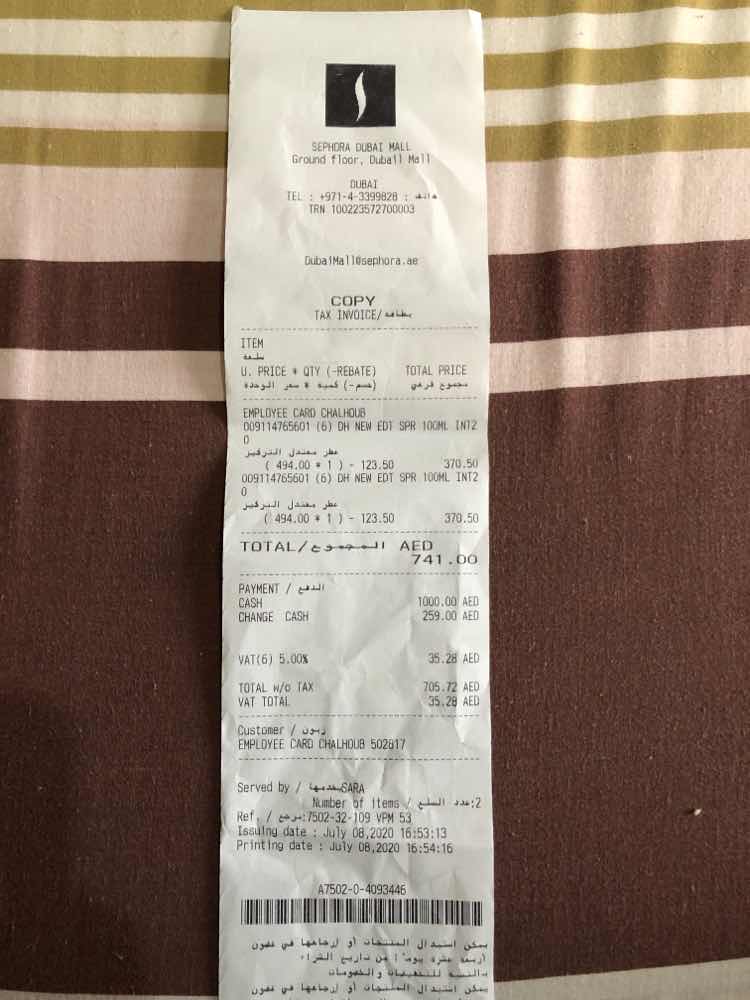 SEPHORA DUBAI MALL
Ground floor, Dubail Mall
DUBAI
TEL : +971-4-3399828 : هاتف
TRN 100223572700003
DubaiMall@sephora.ae
COPY
TAX INVOICE/بطاقة
ITEM
سلعة
U. PRICE * QTY (-REBATE) TOTAL PRICE
(خصم-) كمية * سعر الوحدة مجموع فرعي
EMPLOYEE CARD CHALHOUB
009114765601 (6) DH NEW EDT SPR 100ML INT2
0
عطر معتدل التركيز
( 494.00 * 1 ) - 123.50 370.50
009114765601 (6) DH NEW EDT SPR 100ML INT2
0
عطر معتدل التركيز
( 494.00 * 1 ) - 123.50 370.50
TOTAL/المجموع AED
741.00
PAYMENT / الدفع
CASH 1000.00 AED
CHANGE CASH 259.00 AED
VAT(6) 5.00% 35.28 AED
TOTAL w/o TAX 705.72 AED
VAT TOTAL 35.28 AED
Customer / زبون
EMPLOYEE CARD CHALHOUB 502817
Served by / خدمها SARA
Number of items / عدد السلع:2
Ref. / مرجع:7502-32-109 VPM 53
Issuing date : July 08,2020 16:53:13
Printing date : July 08,2020 16:54:16
A7502-0-4093446
يمكن استبدال المنتجات أو إرجاعها في غضون
أربعة عشرة يوما من تاريخ الشراء
بالنسبة للتخفيضات والخصومات
يمكن استبدال المنتجات أو إرجاعها في غضون